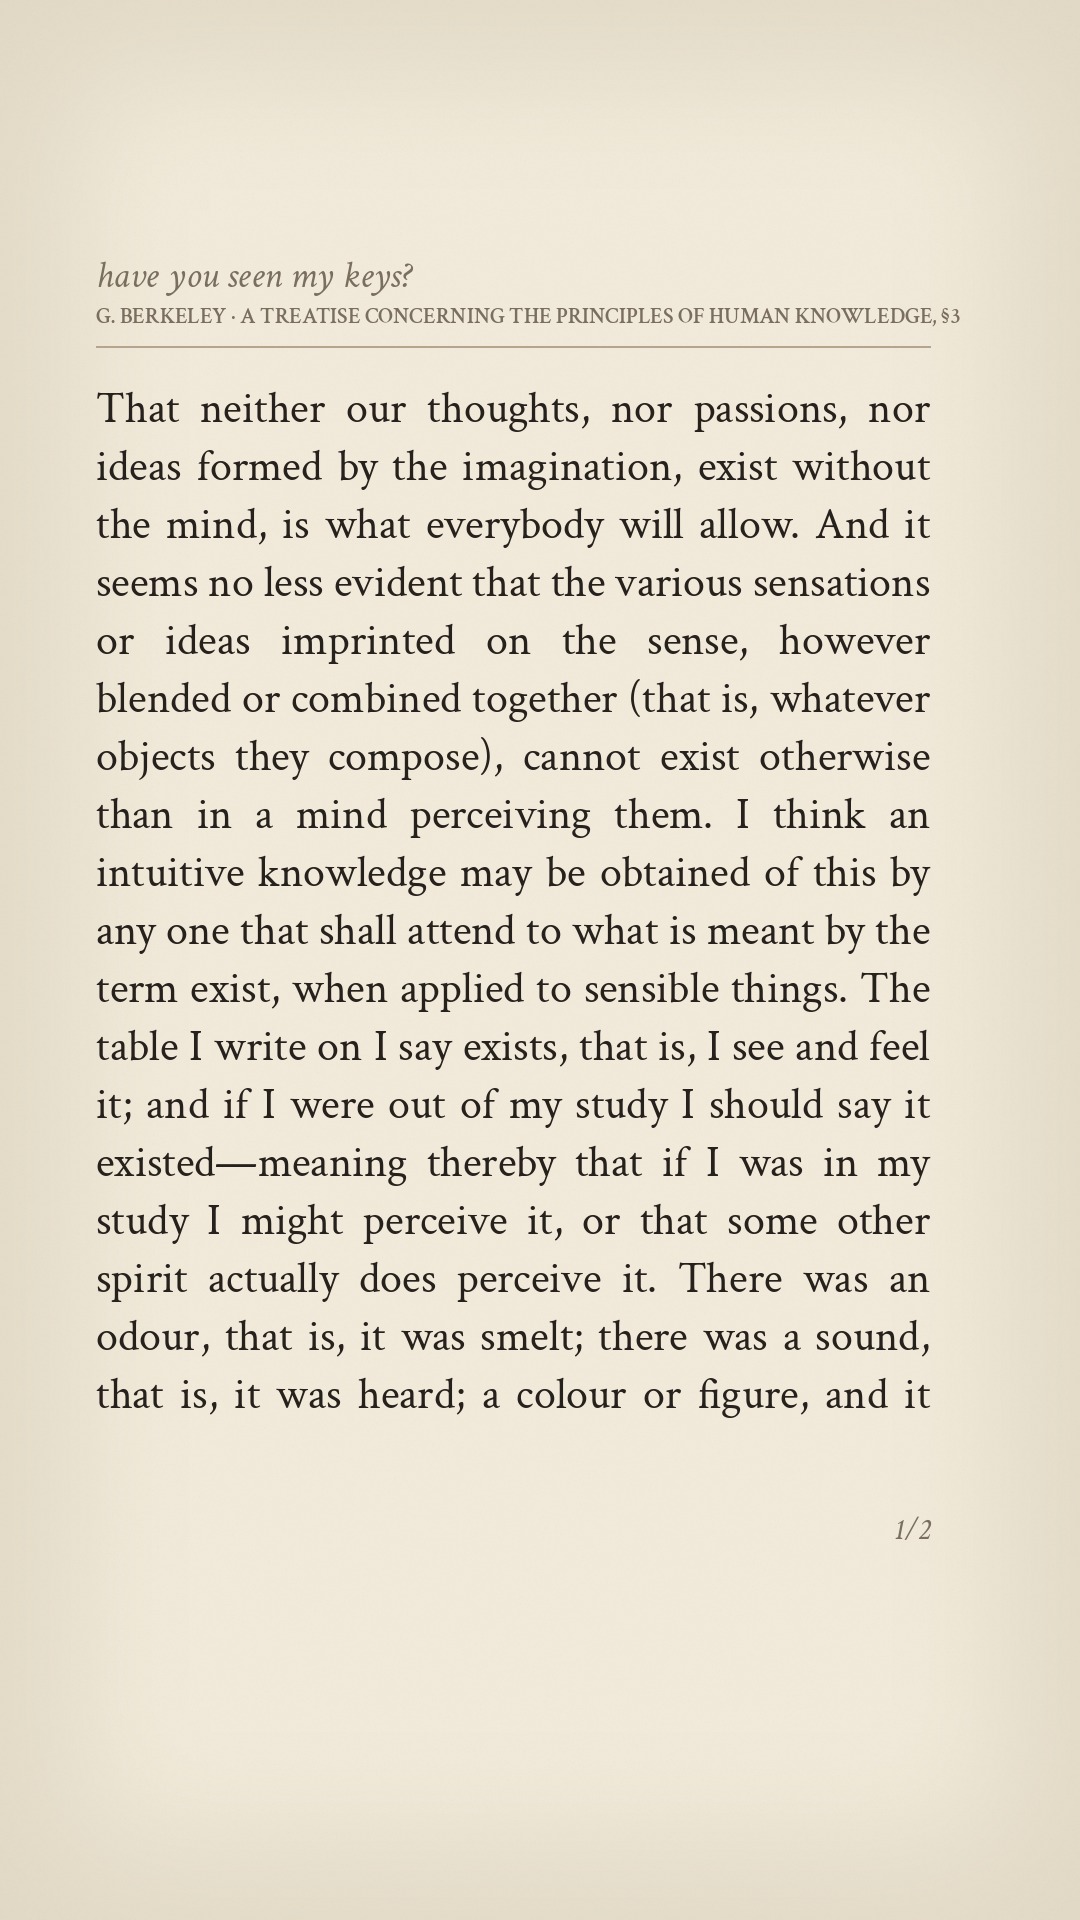 have you seen my keys?
G. BERKELEY · A TREATISE CONCERNING THE PRINCIPLES OF HUMAN KNOWLEDGE, §3
That neither our thoughts, nor passions, nor
ideas formed by the imagination, exist without
the mind, is what everybody will allow. And it
seems no less evident that the various sensations
or ideas imprinted on the sense, however
blended or combined together (that is, whatever
objects they compose), cannot exist otherwise
than in a mind perceiving them. I think an
intuitive knowledge may be obtained of this by
any one that shall attend to what is meant by the
term exist, when applied to sensible things. The
table I write on I say exists, that is, I see and feel
it; and if I were out of my study I should say it
existed—meaning thereby that if I was in my
study I might perceive it, or that some other
spirit actually does perceive it. There was an
odour, that is, it was smelt; there was a sound,
that is, it was heard; a colour or figure, and it
1/2